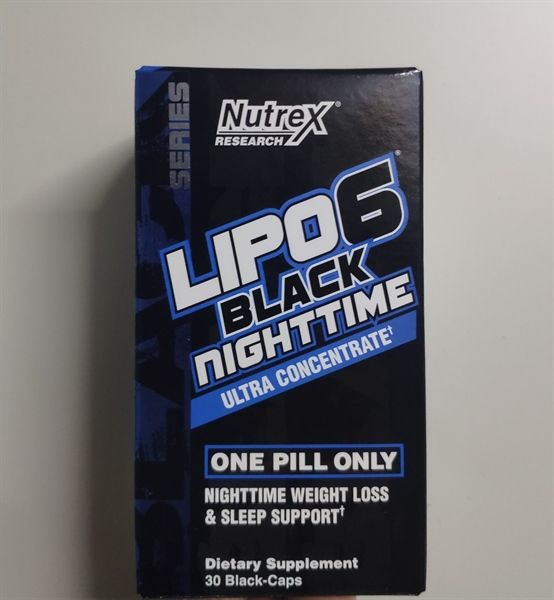 SERIES
Nutrex®
RESEARCH
LIPO6®
BLACK
NIGHTTIME
ULTRA CONCENTRATE†
ONE PILL ONLY
NIGHTTIME WEIGHT LOSS
& SLEEP SUPPORT†
Dietary Supplement
30 Black-Caps
BLACK